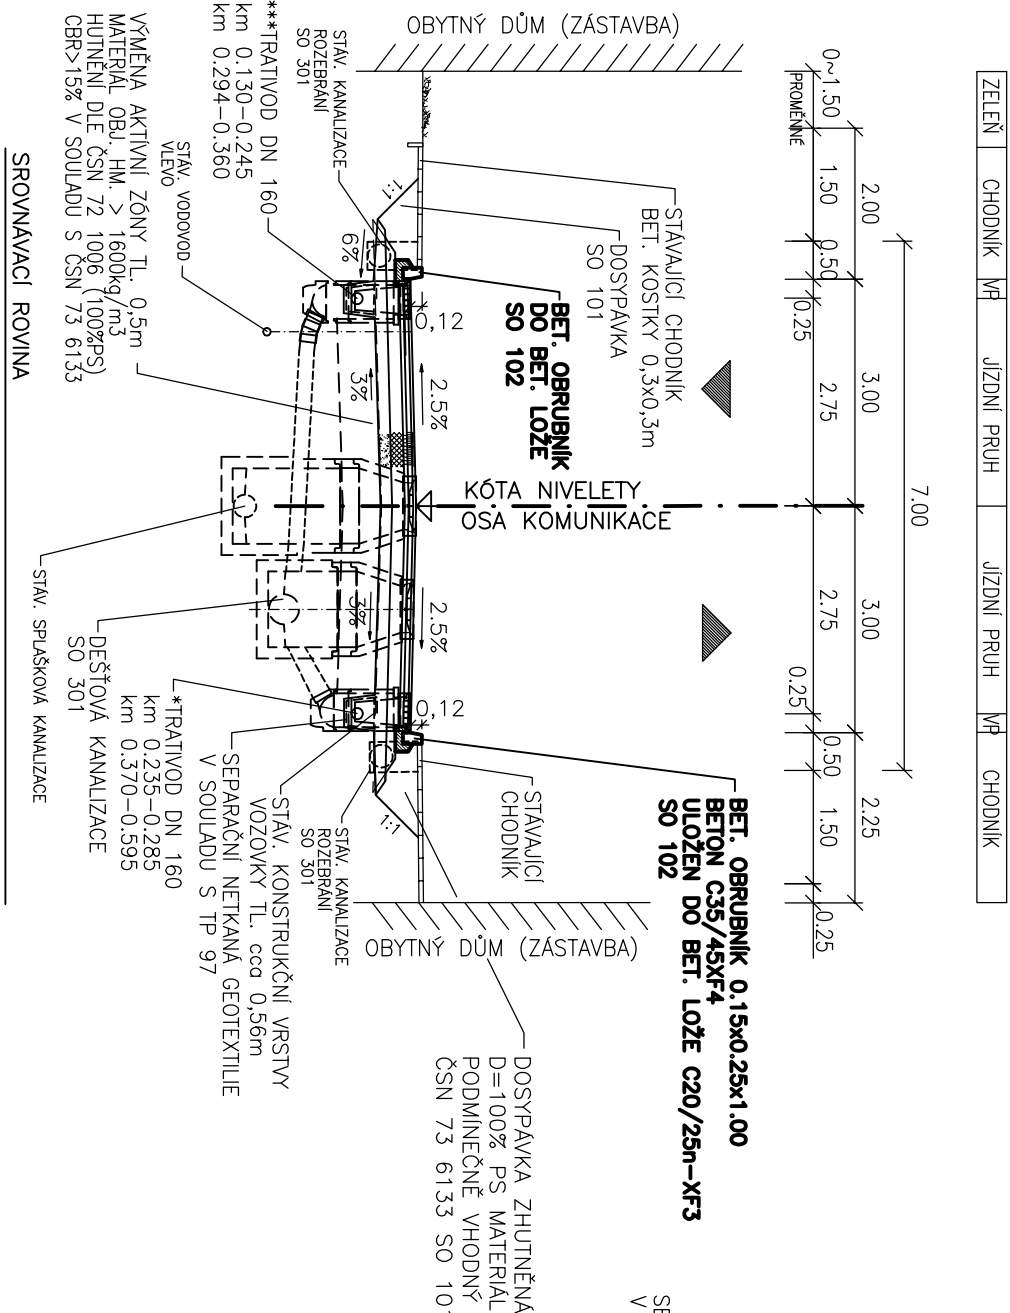 ZELEŇ
CHODNÍK
VP
JÍZDNÍ PRUH
JÍZDNÍ PRUH
VP
CHODNÍK
7.00
2.00
3.00
3.00
2.25
0~1.50
1.50
0.50
2.75
2.75
0.50
1.50
PROMĚNNÉ
0.25
0.25
0.25
OBYTNÝ DŮM (ZÁSTAVBA)
STÁVAJÍCÍ CHODNÍK
BET. KOSTKY 0,3x0,3m
DOSYPÁVKA
SO 101
BET. OBRUBNÍK
DO BET. LOŽE
SO 102
KÓTA NIVELETY
OSA KOMUNIKACE
BET. OBRUBNÍK 0.15x0.25x1.00
BETON C35/45XF4
ULOŽEN DO BET. LOŽE C20/25n-XF3
SO 102
STÁVAJÍCÍ
CHODNÍK
OBYTNÝ DŮM (ZÁSTAVBA)
DOSYPÁVKA ZHUTNĚNÁ
D=100% PS MATERIÁL
PODMÍNEČNĚ VHODNÝ
ČSN 73 6133 SO 10
1:1
6%
0,12
2.5%
3%
2.5%
3%
0,12
1:1
STÁV. KANALIZACE
ROZEBRÁNÍ
SO 301
***TRATIVOD DN 160
km 0.130-0.245
km 0.294-0.360
STÁV. VODOVOD
VLEVO
VÝMĚNA AKTIVNÍ ZÓNY TL. 0,5m
MATERIÁL OBJ. HM. > 1600kg/m3
HUTNĚNÍ DLE ČSN 72 1006 (100%PS)
CBR>15% V SOULADU S ČSN 73 6133
STÁV. KANALIZACE
ROZEBRÁNÍ
SO 301
STÁV. KONSTRUKČNÍ VRSTVY
VOZOVKY TL. cca 0,56m
SEPARAČNÍ NETKANÁ GEOTEXTILIE
V SOULADU S TP 97
*TRATIVOD DN 160
km 0.235-0.285
km 0.370-0.595
DEŠŤOVÁ KANALIZACE
SO 301
STÁV. SPLAŠKOVÁ KANALIZACE
SROVNÁVACÍ ROVINA
SE
V